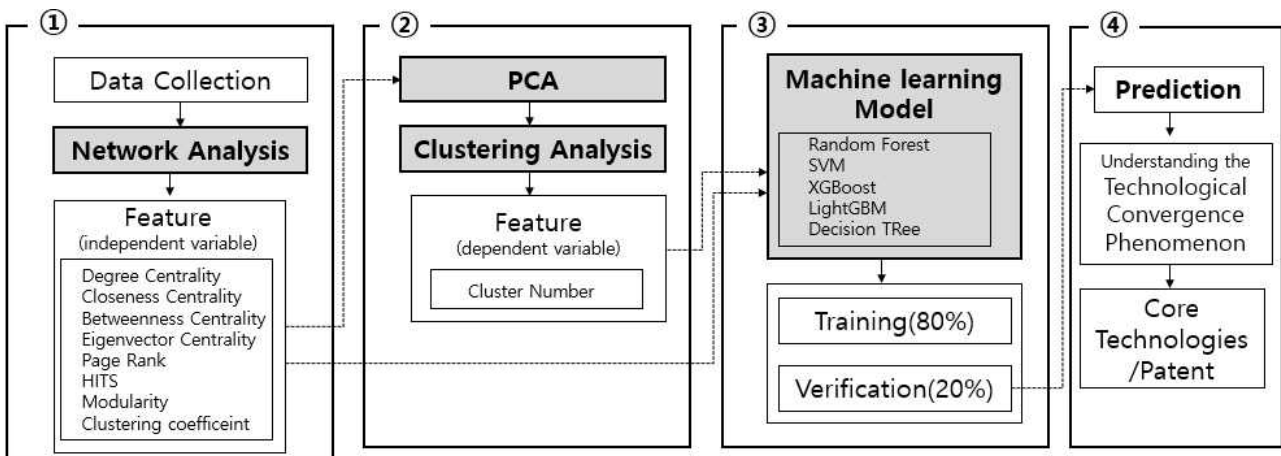 ①
Data Collection
Network Analysis
Feature
(independent variable)
Degree Centrality
Closeness Centrality
Betweenness Centrality
Eigenvector Centrality
Page Rank
HITS
Modularity
Clustering coefficeint
②
PCA
Clustering Analysis
Feature
(dependent variable)
Cluster Number
③
Machine learning
Model
Random Forest
SVM
XGBoost
LightGBM
Decision TRee
Training(80%)
Verification(20%)
④
Prediction
Understanding the
Technological
Convergence
Phenomenon
Core
Technologies
/Patent